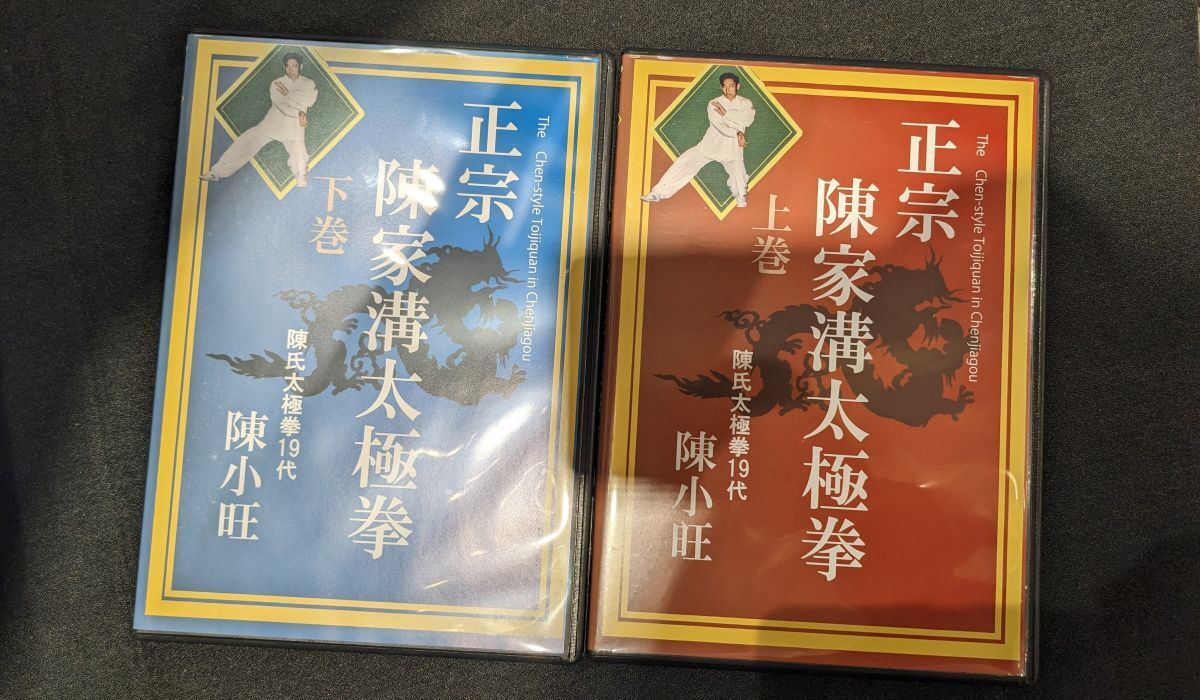 正宗
The Chen-style Toijiquan in Chenjiagou
陳家溝太極拳
下巻
陳氏太極拳19代
陳小旺
正宗
The Chen-style Toijiquan in Chenjiagou
陳家溝太極拳
上巻
陳氏太極拳19代
陳小旺